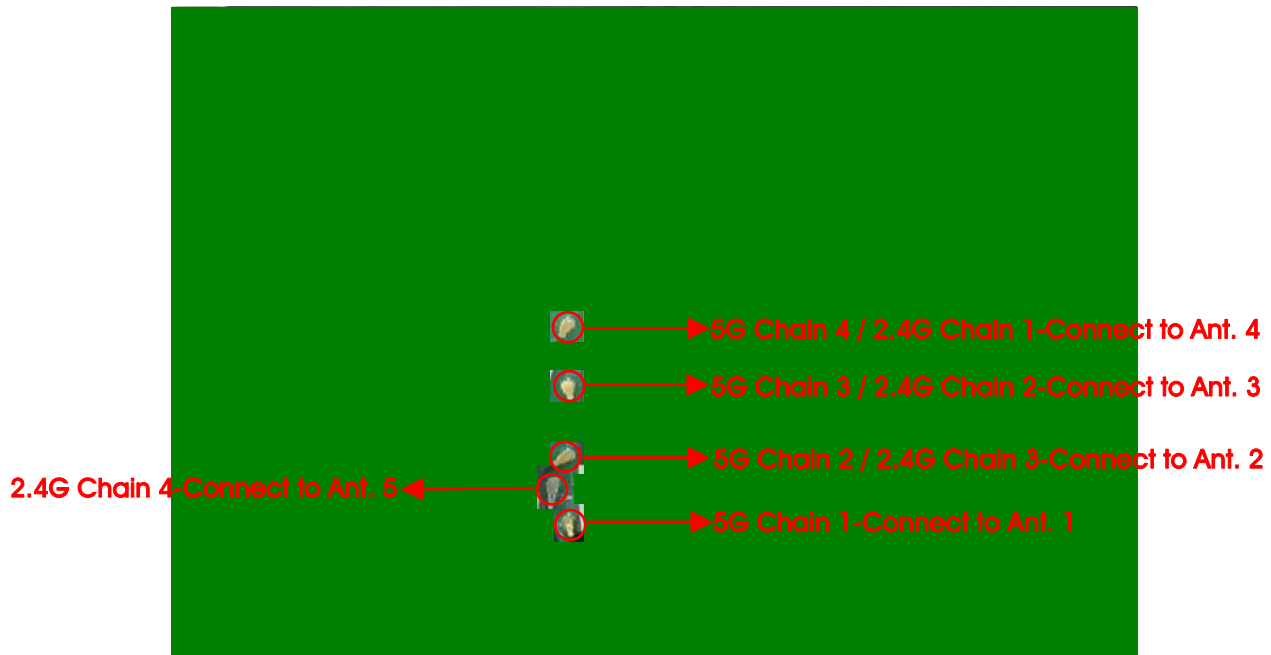 5G Chain 4 / 2.4G Chain 1-Connect to Ant. 4
5G Chain 3 / 2.4G Chain 2-Connect to Ant. 3
5G Chain 2 / 2.4G Chain 3-Connect to Ant. 2
2.4G Chain 4-Connect to Ant. 5
5G Chain 1-Connect to Ant. 1